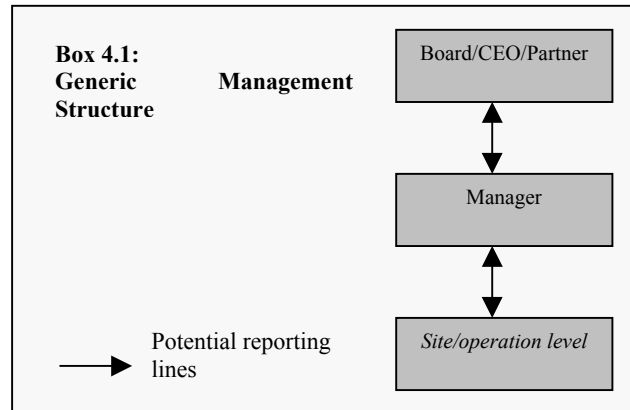 Box 4.1:
Generic Management
Structure
Board/CEO/Partner
Manager
Site/operation level
Potential reporting
lines